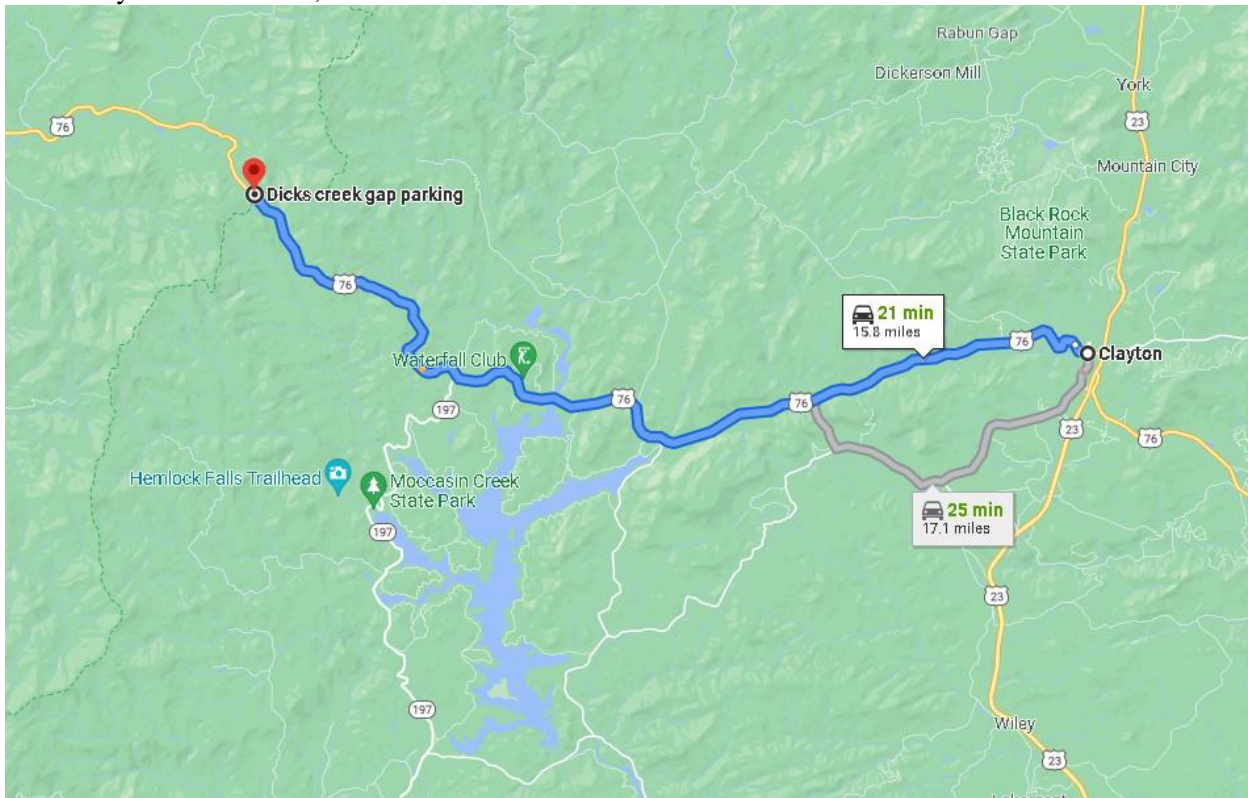 Rabun Gap
Dickerson Mill
York
76
23
Mountain City
Dicks creek gap parking
Black Rock
Mountain
State Park
76
21 min
15.8 miles
76
Clayton
Waterfall Club
76
76
197
23
76
Hemlock Falls Trailhead
Moccasin Creek
State Park
25 min
17.1 miles
197
23
197
Wiley
23